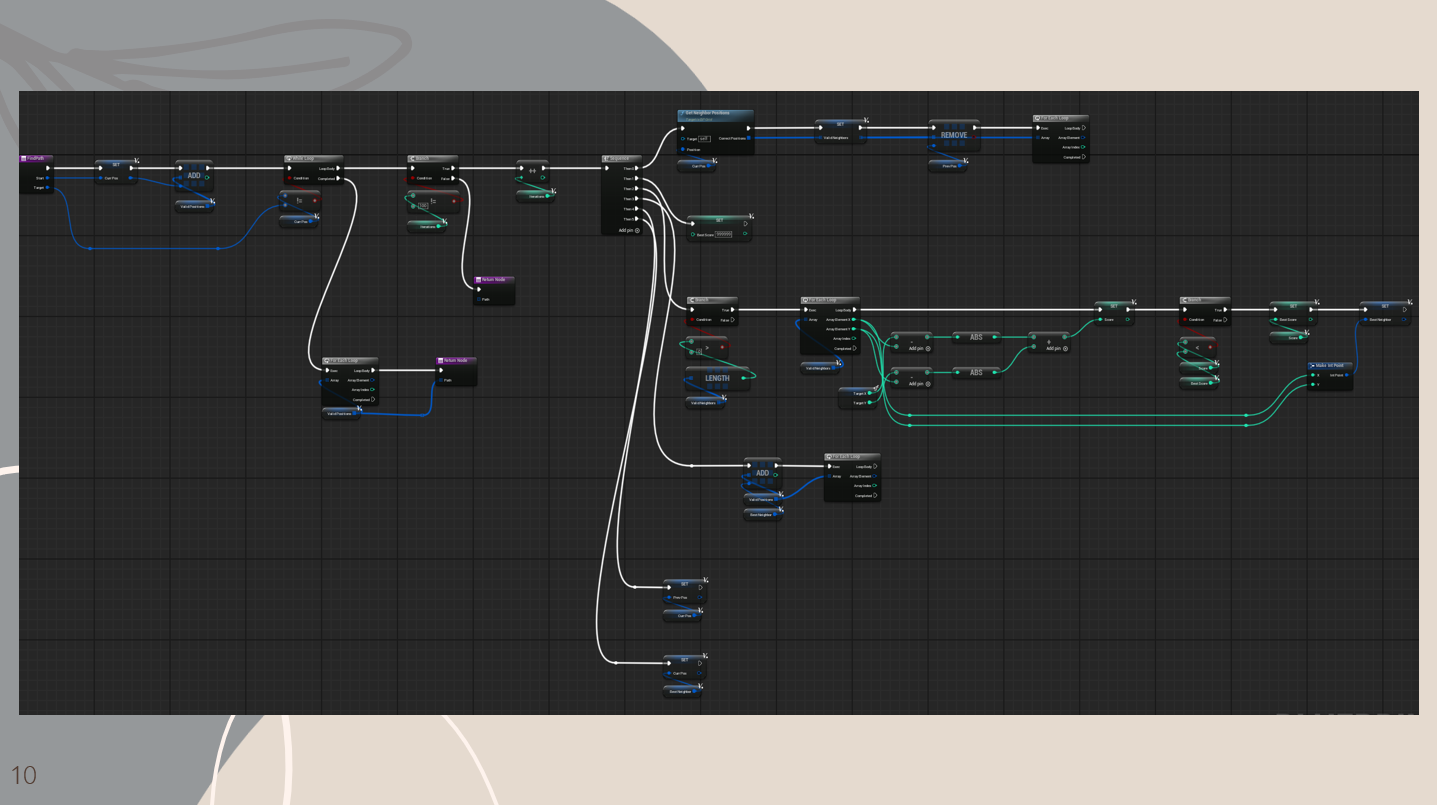 FindPath
Start
Target
SET
Curr Pos
ADD
ValidPositions
While Loop
Loop Body
Condition
Completed
!=
Curr Pos
Branch
True
Condition
False
!=
Iterations
++
Iterations
Sequence
Then 0
Then 1
Then 2
Then 3
Then 4
Then 5
Add pin
Get Neighbor Positions
Target
self
Correct Positions
Position
Curr Pos
SET
Valid Neighbors
REMOVE
Prev Pos
For Each Loop
Exec
Loop Body
Array
Array Element
Array Index
Completed
SET
Best Score
Return Node
Path
For Each Loop
Exec
Loop Body
Array
Array Element
Array Index
Completed
ValidPositions
Return Node
Path
Branch
True
Condition
False
>
LENGTH
Valid Neighbors
For Each Loop
Exec
Loop Body
Array
Array Element X
Array Element Y
Array Index
Completed
Valid Neighbors
Target X
Target Y
-
Add pin
ABS
-
Add pin
ABS
+
Add pin
SET
Score
Branch
True
Condition
False
<
Score
Best Score
SET
Best Score
Score
SET
Best Neighbor
Make Int Point
X
Int Point
Y
ADD
ValidPositions
Best Neighbor
For Each Loop
Exec
Loop Body
Array
Array Element
Array Index
Completed
SET
Prev Pos
Curr Pos
SET
Curr Pos
Best Neighbor
10